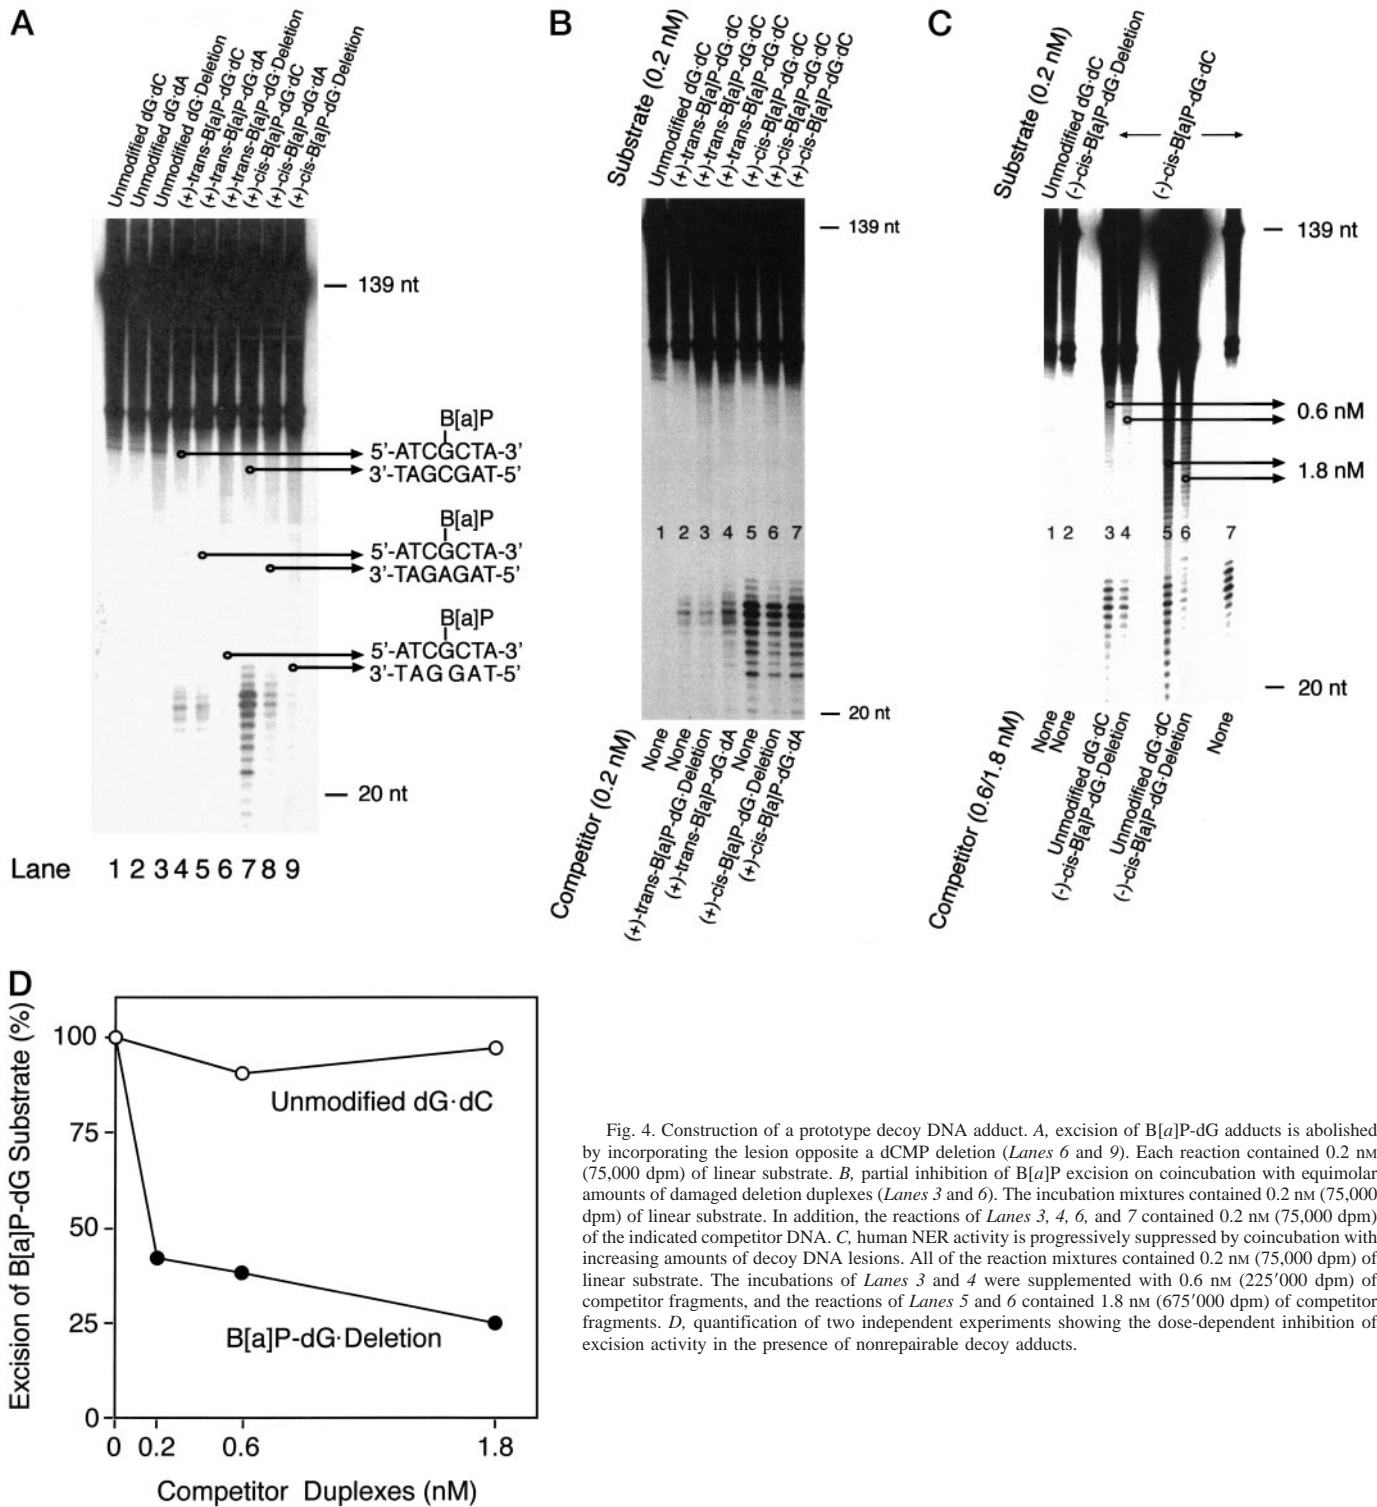 A
Unmodified dG·dC
Unmodified dG·dA
Unmodified dG·Deletion
(+)-trans-B[a]P-dG·dC
(+)-trans-B[a]P-dG·dA
(+)-trans-B[a]P-dG·Deletion
(+)-cis-B[a]P-dG·dC
(+)-cis-B[a]P-dG·dA
(+)-cis-B[a]P-dG·Deletion
139 nt
B[a]P
5'-ATCGCTA-3'
3'-TAGCGAT-5'
B[a]P
5'-ATCGCTA-3'
3'-TAGAGAT-5'
B[a]P
5'-ATCGCTA-3'
3'-TAG GAT-5'
20 nt
Lane 1 2 3 4 5 6 7 8 9
B
Substrate (0.2 nM)
Unmodified dG·dC
(+)-trans-B[a]P-dG·dC
(+)-trans-B[a]P-dG·dC
(+)-trans-B[a]P-dG·dC
(+)-cis-B[a]P-dG·dC
(+)-cis-B[a]P-dG·dC
(+)-cis-B[a]P-dG·dC
139 nt
1 2 3 4 5 6 7
20 nt
Competitor (0.2 nM)
None
None
(+)-trans-B[a]P-dG·Deletion
(+)-trans-B[a]P-dG·dA
None
(+)-cis-B[a]P-dG·Deletion
(+)-cis-B[a]P-dG·dA
C
Substrate (0.2 nM)
Unmodified dG·dC
(-)-cis-B[a]P-dG·Deletion
(-)-cis-B[a]P-dG·dC
139 nt
0.6 nM
1.8 nM
1 2 3 4 5 6 7
20 nt
Competitor (0.6/1.8 nM)
None
None
Unmodified dG·dC
(-)-cis-B[a]P-dG·Deletion
Unmodified dG·dC
(-)-cis-B[a]P-dG·Deletion
None
D
Excision of B[a]P-dG Substrate (%)
100
75
50
25
0
Unmodified dG·dC
B[a]P-dG·Deletion
0 0.2 0.6 1.8
Competitor Duplexes (nM)
Fig. 4. Construction of a prototype decoy DNA adduct. A, excision of B[a]P-dG adducts is abolished
by incorporating the lesion opposite a dCMP deletion (Lanes 6 and 9). Each reaction contained 0.2 nM
(75,000 dpm) of linear substrate. B, partial inhibition of B[a]P excision on coincubation with equimolar
amounts of damaged deletion duplexes (Lanes 3 and 6). The incubation mixtures contained 0.2 nM (75,000
dpm) of linear substrate. In addition, the reactions of Lanes 3, 4, 6, and 7 contained 0.2 nM (75,000 dpm)
of the indicated competitor DNA. C, human NER activity is progressively suppressed by coincubation with
increasing amounts of decoy DNA lesions. All of the reaction mixtures contained 0.2 nM (75,000 dpm) of
linear substrate. The incubations of Lanes 3 and 4 were supplemented with 0.6 nM (225′000 dpm) of
competitor fragments, and the reactions of Lanes 5 and 6 contained 1.8 nM (675′000 dpm) of competitor
fragments. D, quantification of two independent experiments showing the dose-dependent inhibition of
excision activity in the presence of nonrepairable decoy adducts.